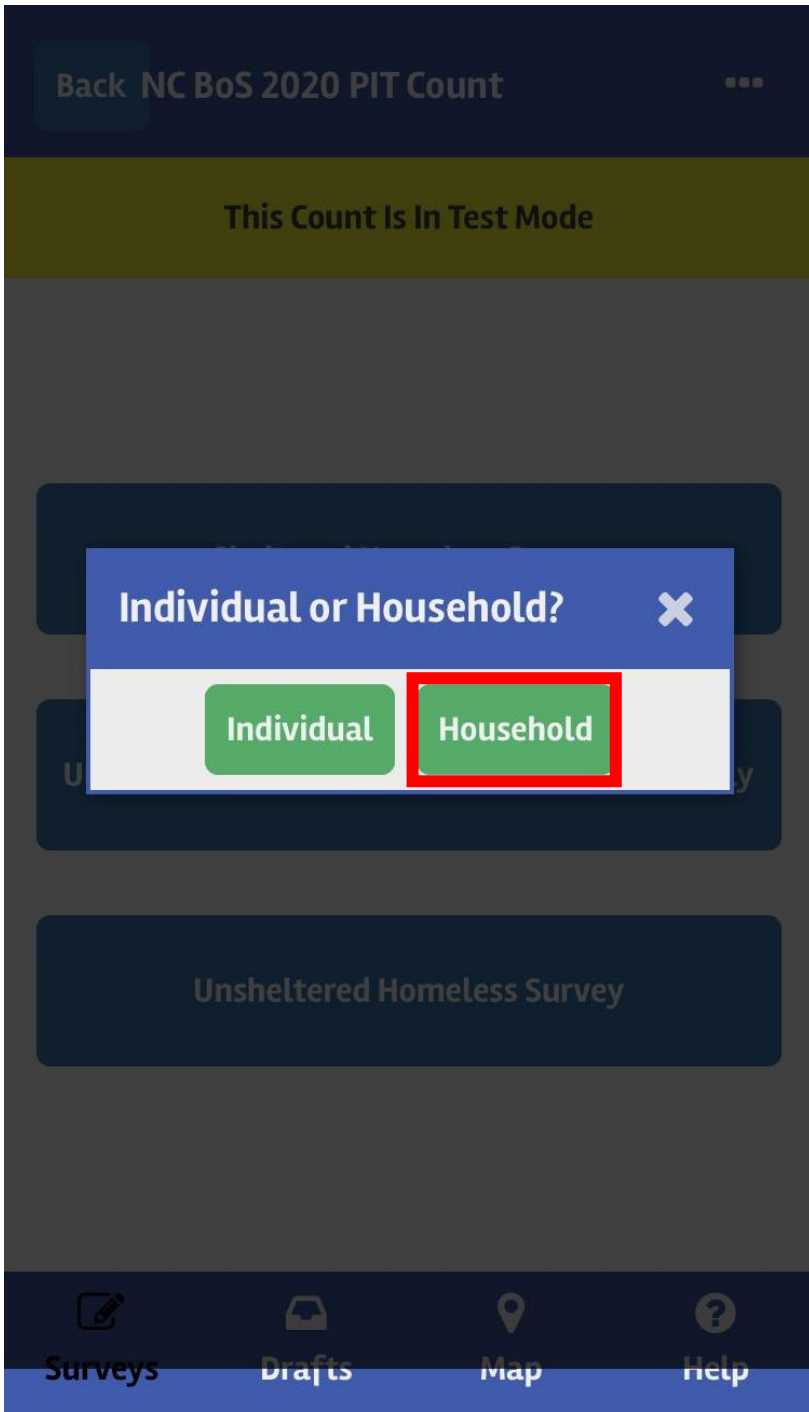 Back NC BoS 2020 PIT Count
This Count Is In Test Mode
Individual or Household?
Individual Household
U y
Unsheltered Homeless Survey
Surveys Drafts Map Help